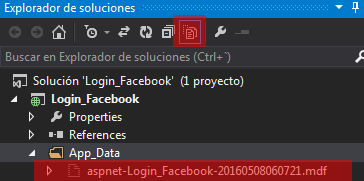 Explorador de soluciones
Buscar en Explorador de soluciones (Ctrl+`)
Solución 'Login_Facebook' (1 proyecto)
Login_Facebook
Properties
References
App_Data
aspnet-Login_Facebook-20160508060721.mdf